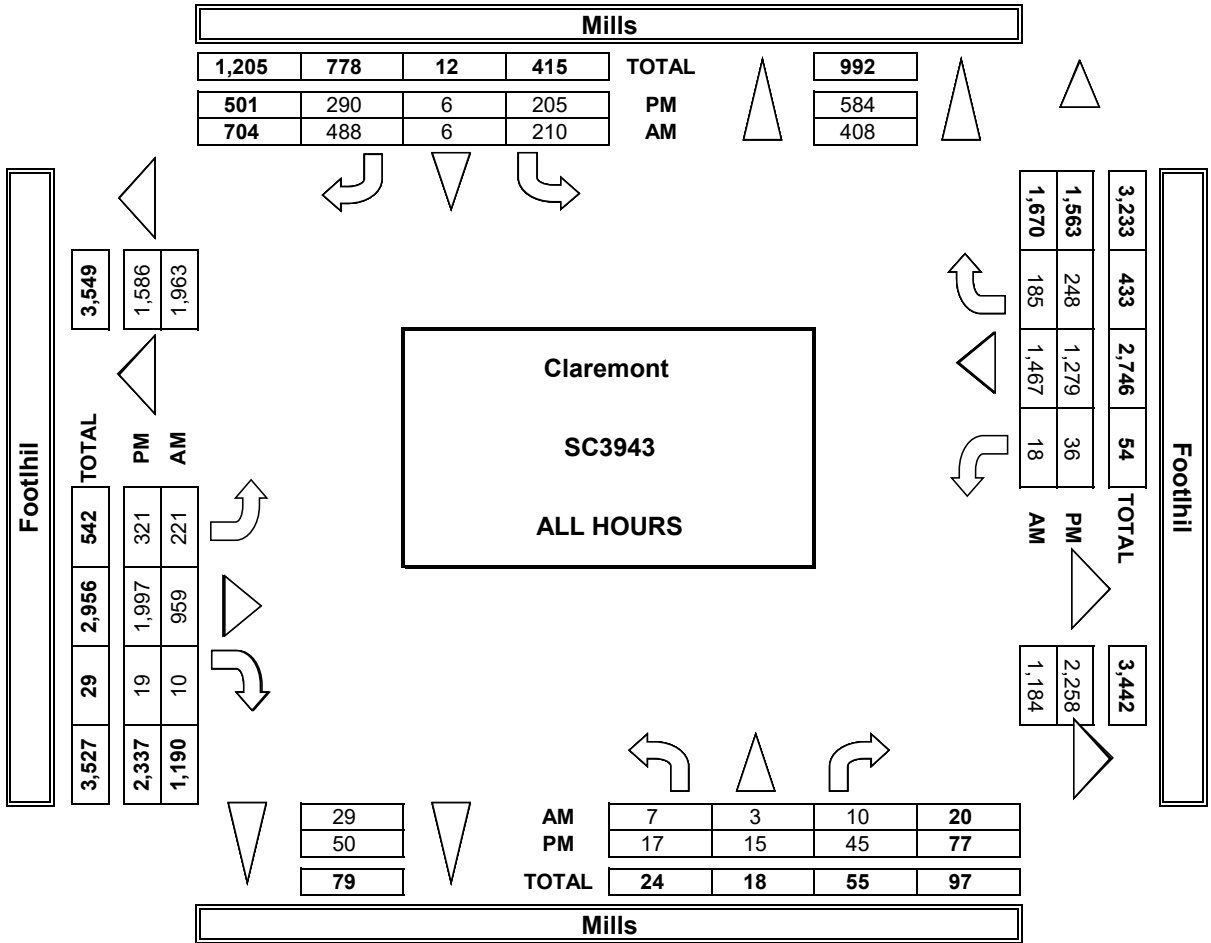 Mills
1,205 778 12 415 TOTAL 992
501 290 6 205 PM 584
704 488 6 210 AM 408
Footlhil
3,549 1,586 1,963
TOTAL PM AM
542 321 221
2,956 1,997 959
29 19 10
3,527 2,337 1,190
Claremont
SC3943
ALL HOURS
1,670 1,563 3,233
185 248 433
1,467 1,279 2,746
18 36 54
AM PM TOTAL
1,184 2,258 3,442
Footlhil
29 AM 7 3 10 20
50 PM 17 15 45 77
79 TOTAL 24 18 55 97
Mills